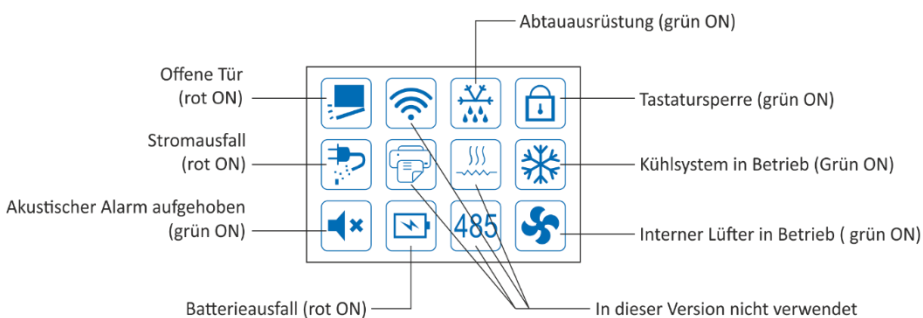 Abtauausrüstung (grün ON)
Offene Tür
(rot ON)
Tastatursperre (grün ON)
Stromausfall
(rot ON)
Kühlsystem in Betrieb (Grün ON)
Akustischer Alarm aufgehoben
(grün ON)
485
Interner Lüfter in Betrieb ( grün ON)
Batterieausfall (rot ON)
In dieser Version nicht verwendet